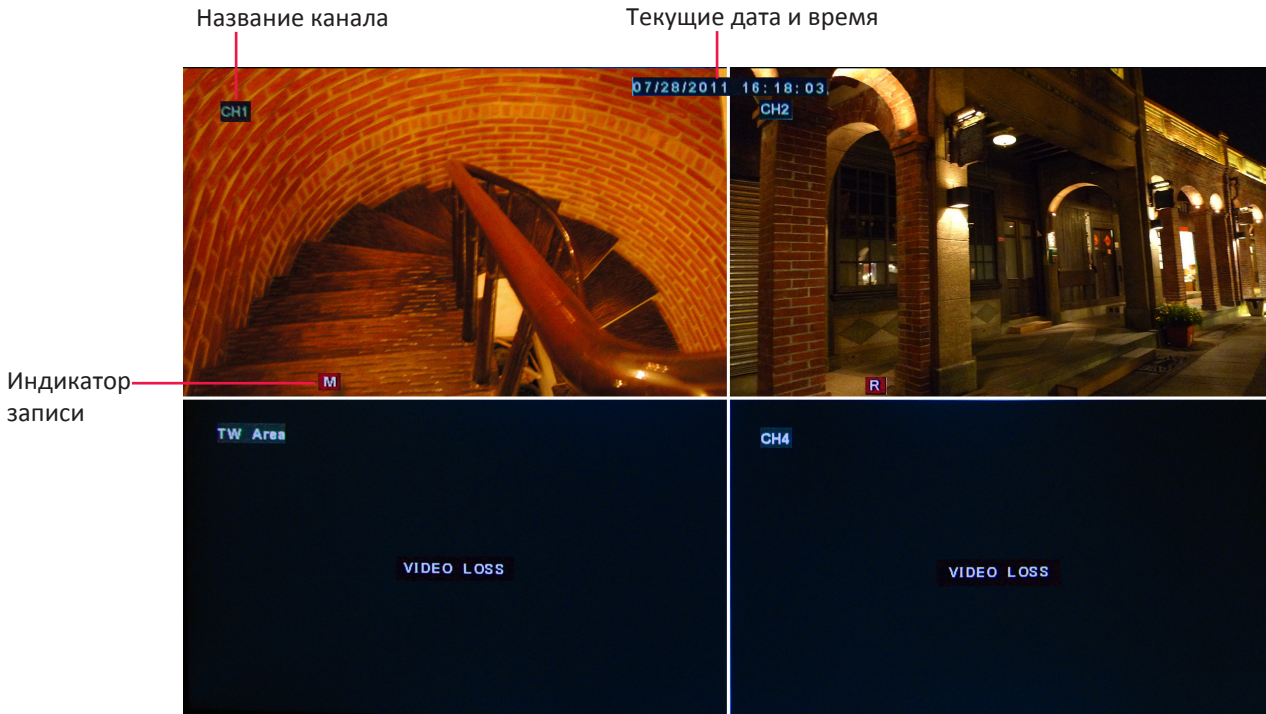 Название канала
Текущие дата и время
07/28/2011 16:18:03
CH1
CH2
Индикатор
записи
M
R
TW Area
CH4
VIDEO LOSS
VIDEO LOSS